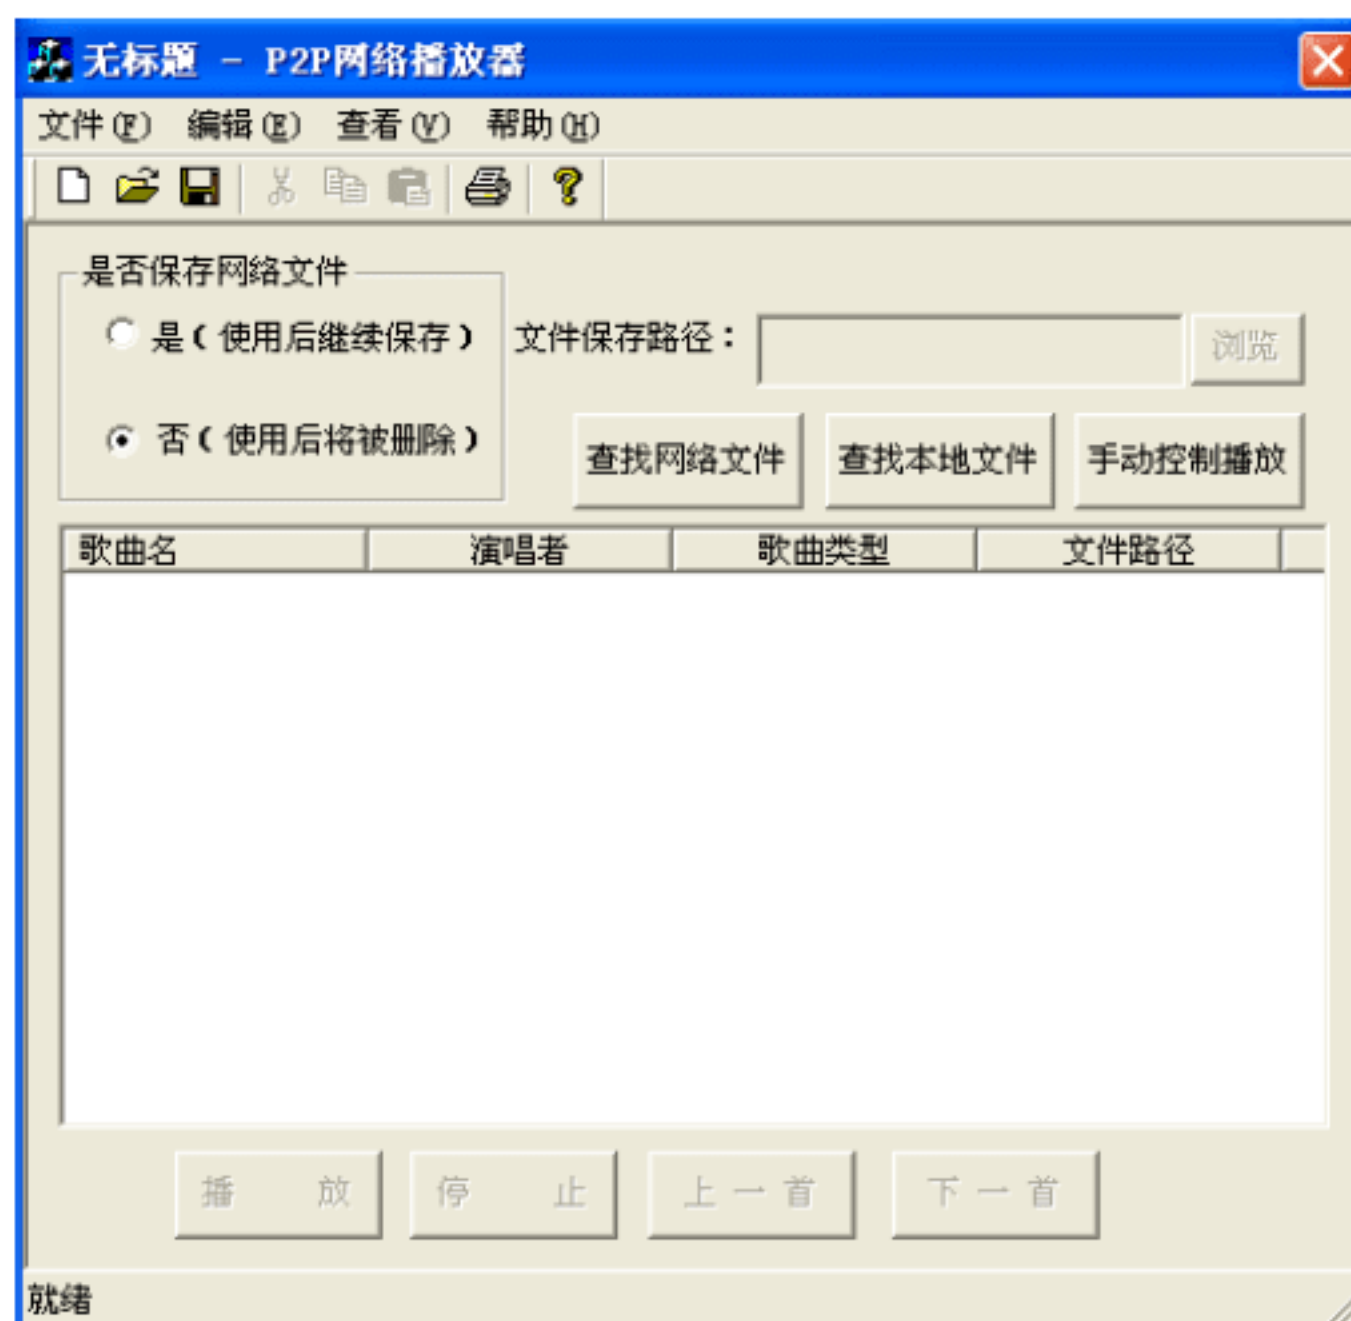 无标题 - P2P网络播放器
文件(F) 编辑(E) 查看(V) 帮助(H)
是否保存网络文件
是(使用后继续保存) 文件保存路径: 浏览
否(使用后将被删除) 查找网络文件 查找本地文件 手动控制播放
歌曲名 演唱者 歌曲类型 文件路径
播 放 停 止 上一首 下一首
就绪